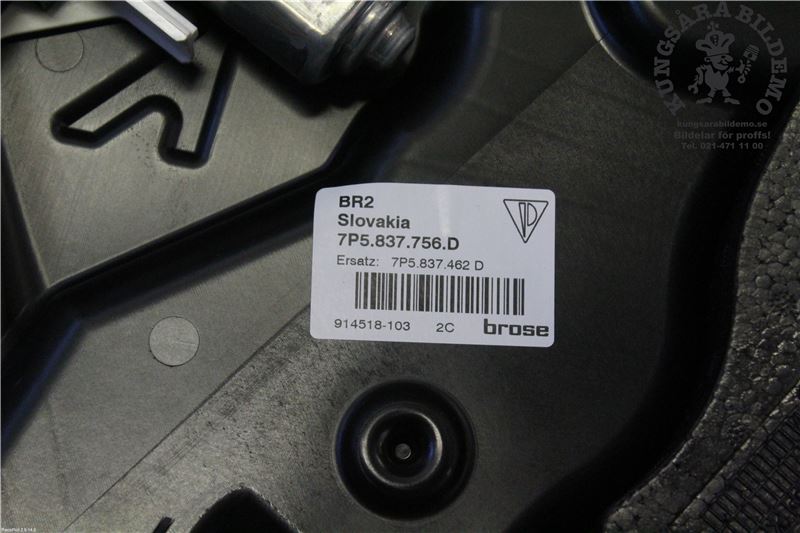 KUNGSÅRA BILDEMO
kungsarabildemo.se
Bildelar för proffs!
Tel. 021-471 11 00
BR2
Slovakia
7P5.837.756.D
Ersatz: 7P5.837.462 D
914518-103 2C brose